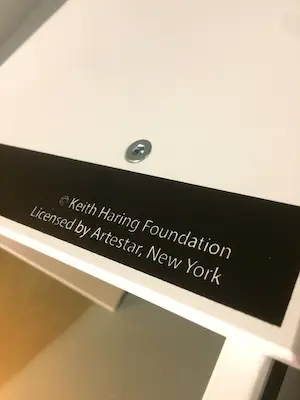 © Keith Haring Foundation
Licensed by Artestar, New York